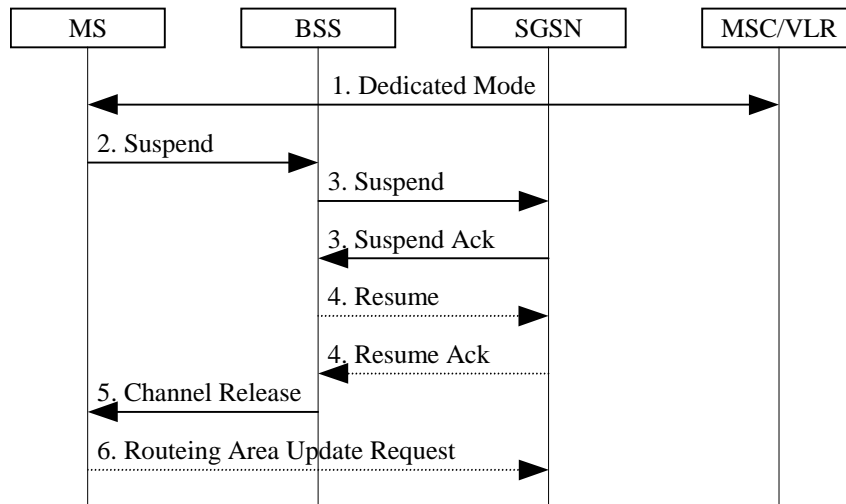 MS BSS SGSN MSC/VLR
1. Dedicated Mode
2. Suspend
3. Suspend
3. Suspend Ack
4. Resume
4. Resume Ack
5. Channel Release
6. Routeing Area Update Request